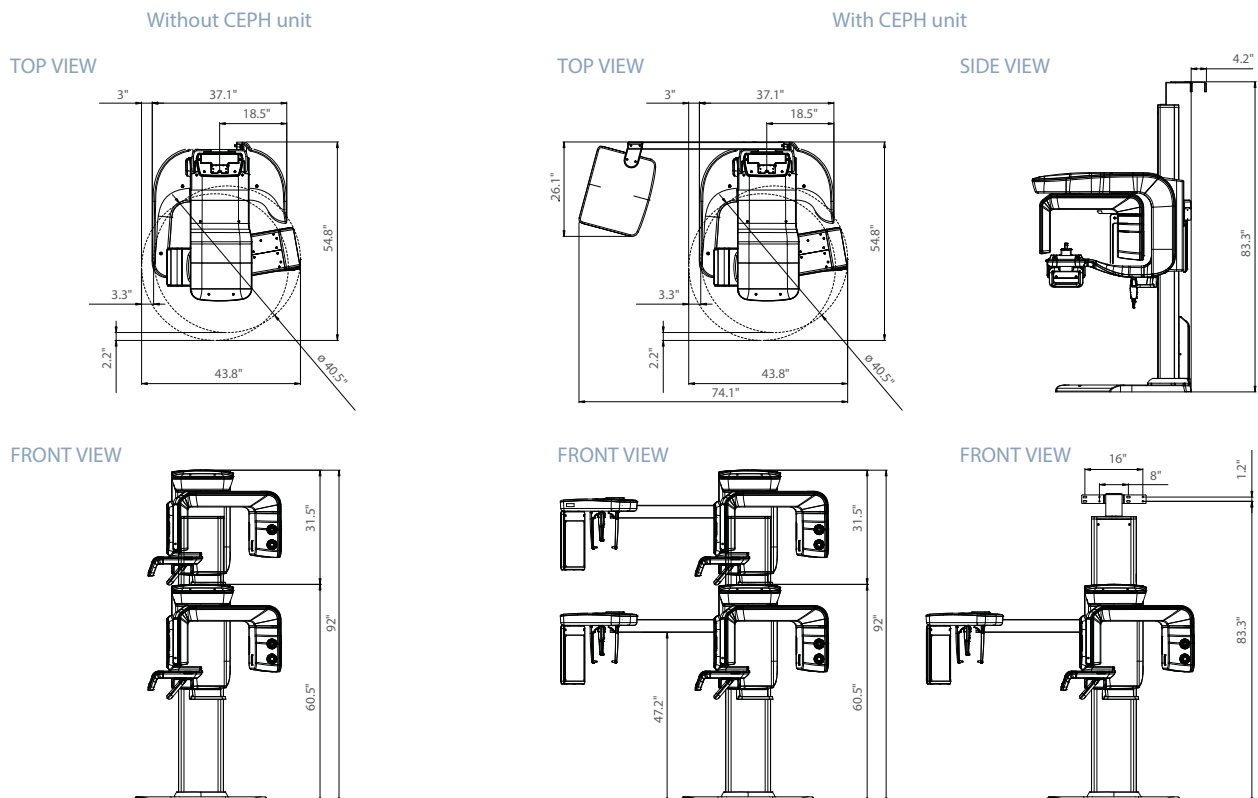 Without CEPH unit
With CEPH unit
TOP VIEW
3"
37.1"
18.5"
54.8"
3.3"
2.2"
ø 40.5"
43.8"
TOP VIEW
3"
37.1"
18.5"
26.1"
54.8"
3.3"
2.2"
ø 40.5"
43.8"
74.1"
SIDE VIEW
4.2"
83.3"
FRONT VIEW
31.5"
92"
60.5"
FRONT VIEW
31.5"
92"
60.5"
47.2"
FRONT VIEW
16"
8"
1.2"
83.3"